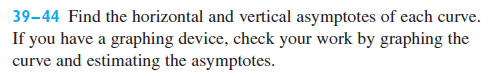 39–44 Find the horizontal and vertical asymptotes of each curve.
If you have a graphing device, check your work by graphing the
curve and estimating the asymptotes.